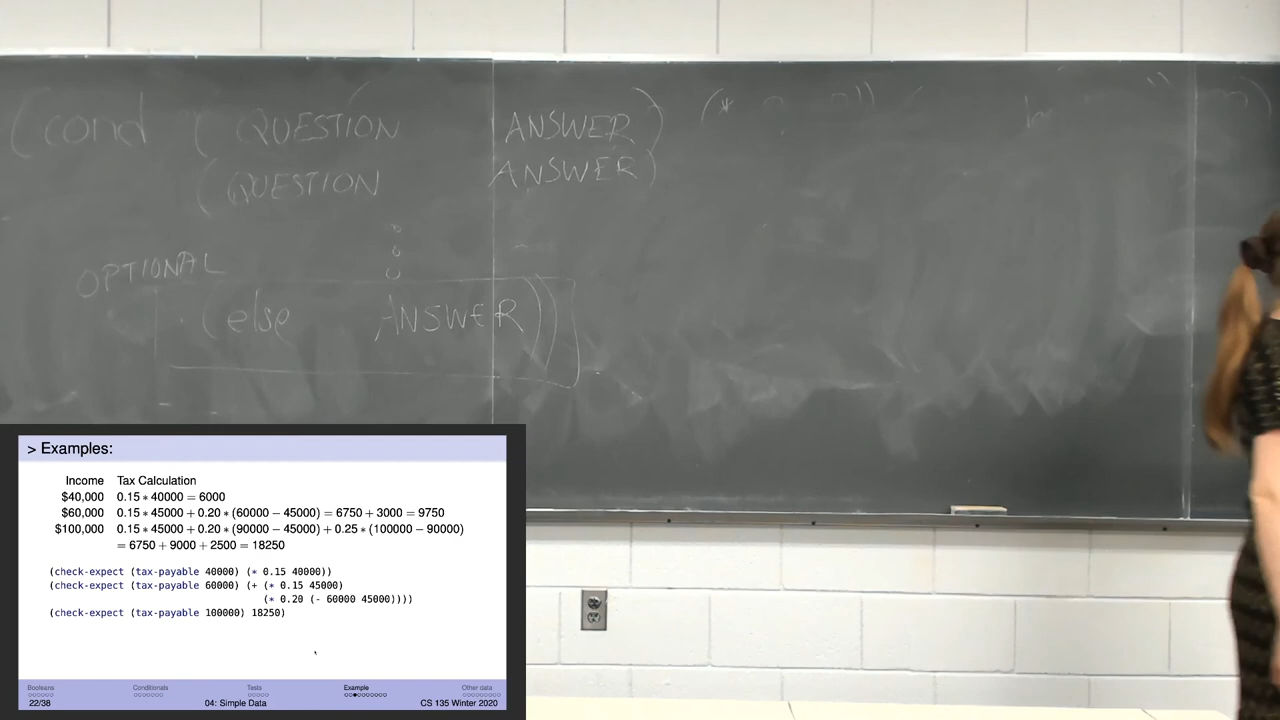 (cond ( QUESTION ANSWER)
( QUESTION ANSWER)
OPTIONAL
(else ANSWER))
> Examples:
Income Tax Calculation
$40,000 0.15 ∗ 40000 = 6000
$60,000 0.15 ∗ 45000 + 0.20 ∗ (60000 − 45000) = 6750 + 3000 = 9750
$100,000 0.15 ∗ 45000 + 0.20 ∗ (90000 − 45000) + 0.25 ∗ (100000 − 90000)
= 6750 + 9000 + 2500 = 18250
(check-expect (tax-payable 40000) (* 0.15 40000))
(check-expect (tax-payable 60000) (+ (* 0.15 45000)
(* 0.20 (- 60000 45000))))
(check-expect (tax-payable 100000) 18250)
Booleans Conditionals Tests Example Other data
22/38 04: Simple Data CS 135 Winter 2020